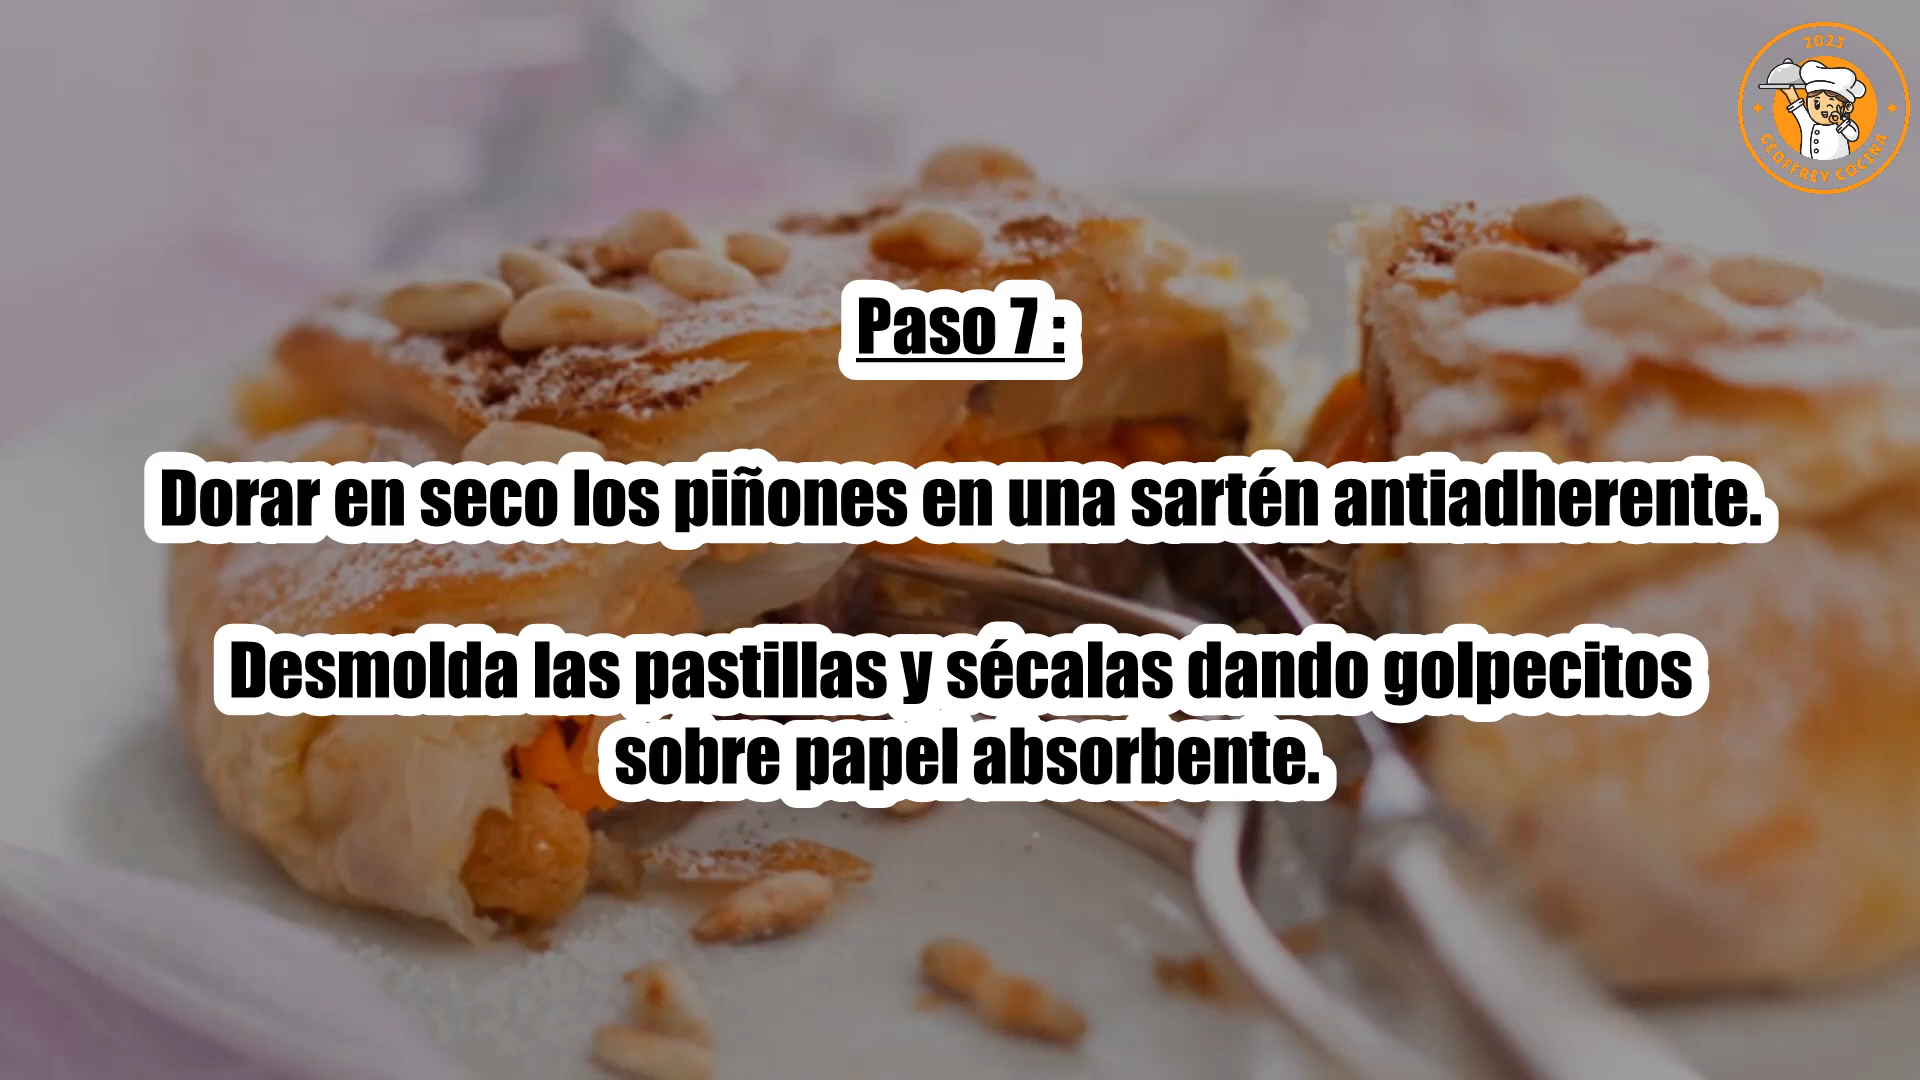 2023
GEOFFREY COCINA
Paso 7 :
Dorar en seco los piñones en una sartén antiadherente.
Desmolda las pastillas y sécalas dando golpecitos
sobre papel absorbente.